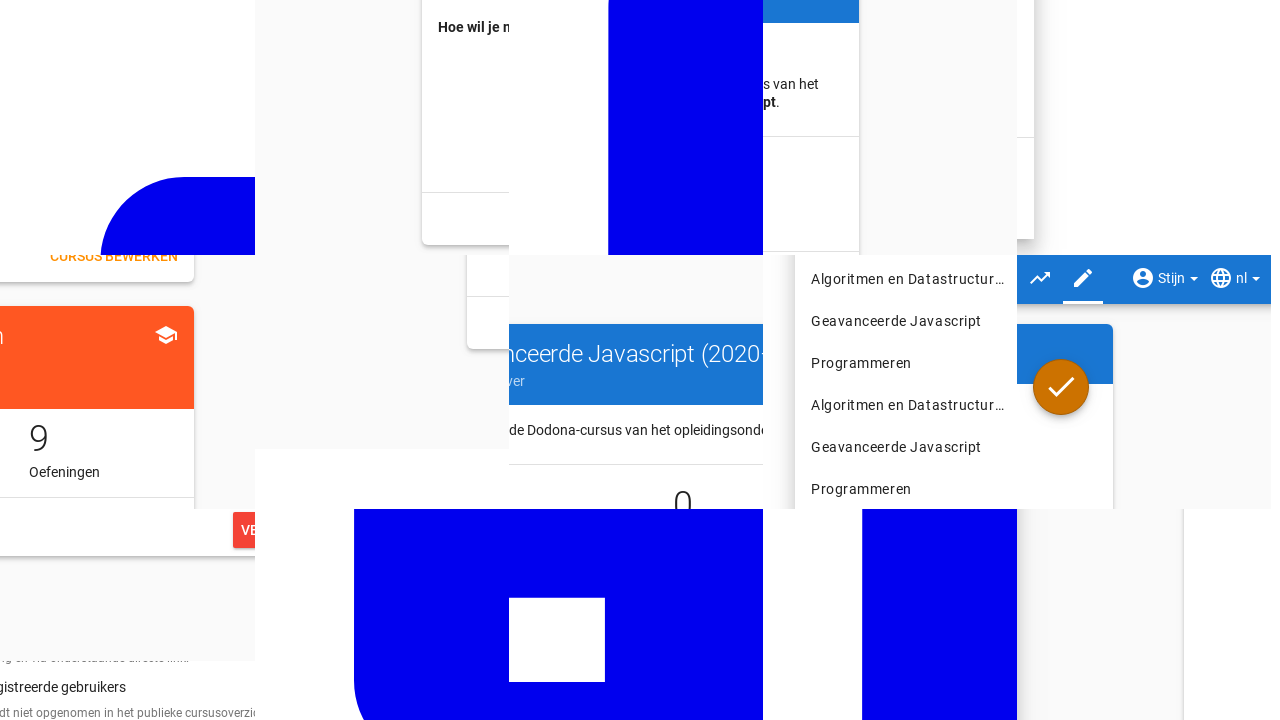 Hoe wil je
s van het
pt.
CURSUS BEWERKEN
9
Oefeningen
nceerde Javascript (2020-
ver
de Dodona-cursus van het opleidingsonde
0
Algoritmen en Datastructur…
Geavanceerde Javascript
Programmeren
Algoritmen en Datastructur…
Geavanceerde Javascript
Programmeren
Stijn
nl
VE
gistreerde gebruikers
dt niet opgenomen in het publieke cursusoverzic